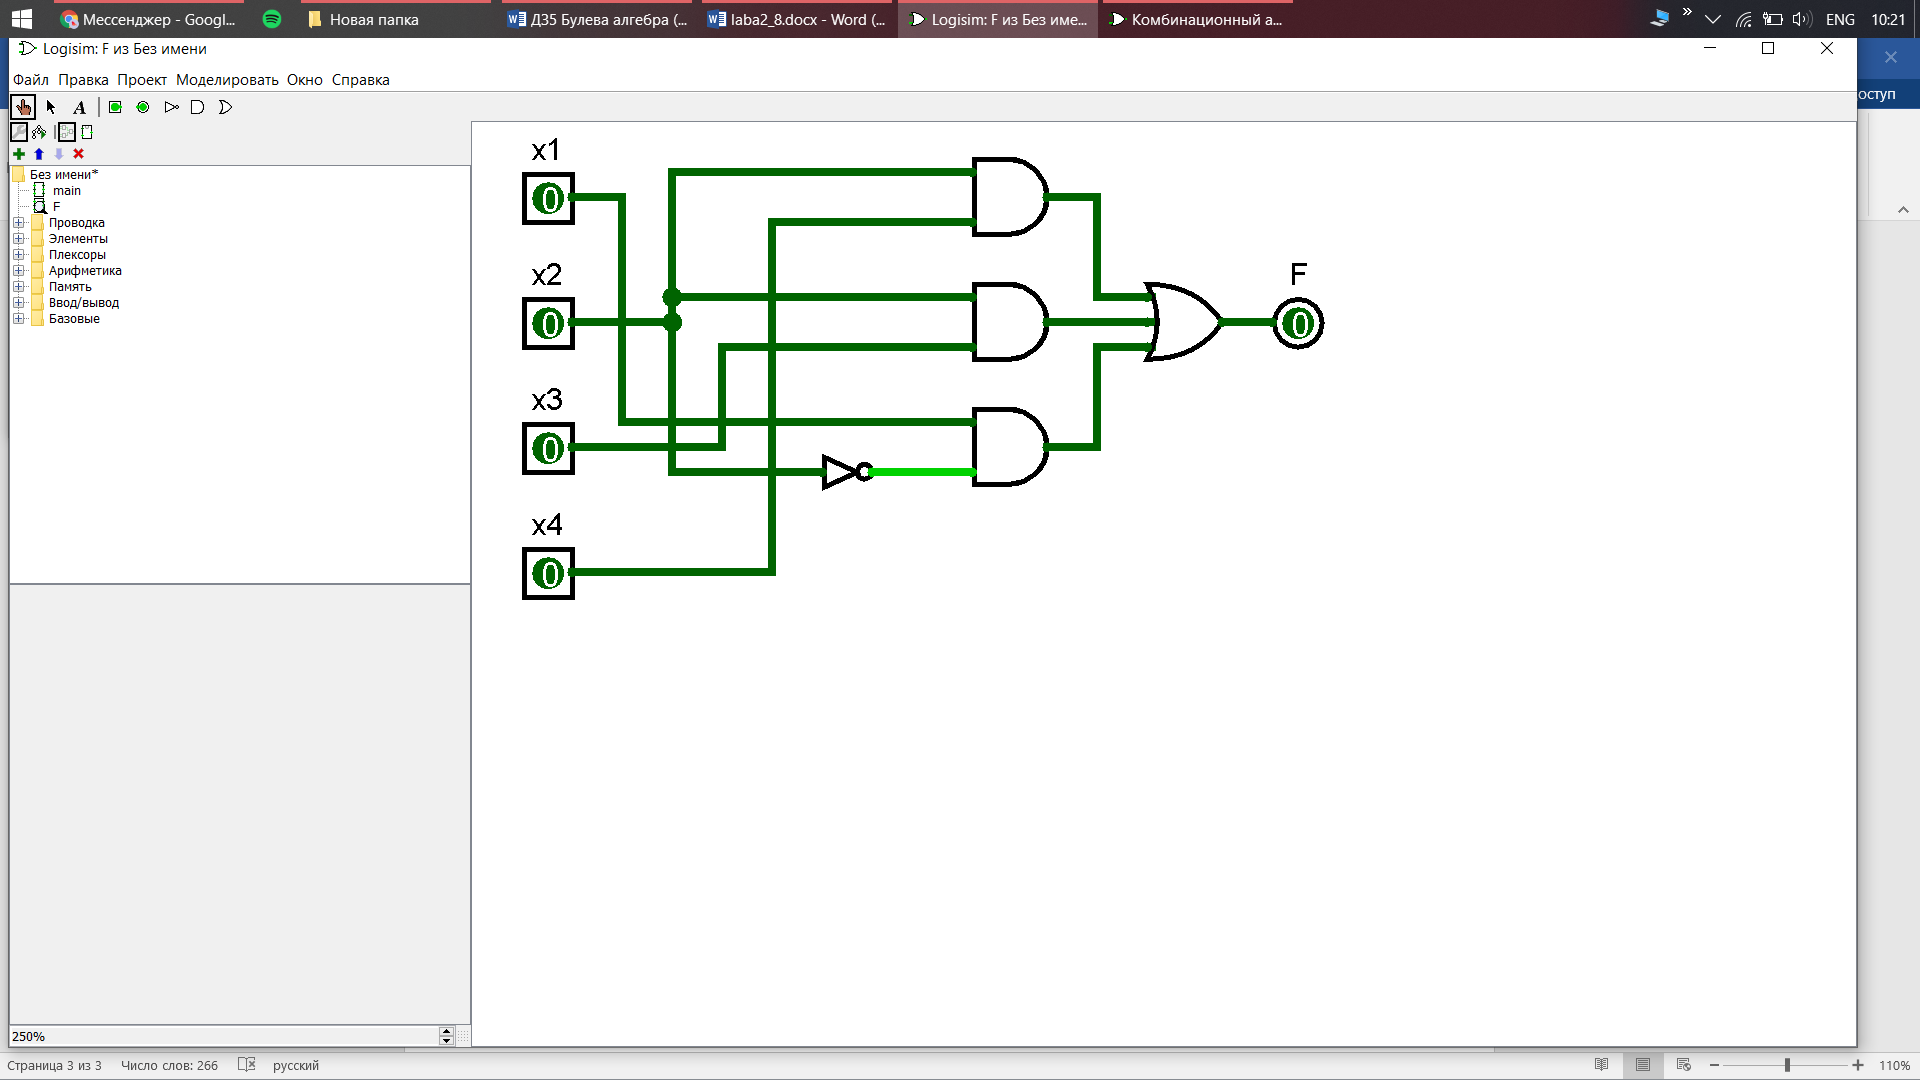 Мессенджер - Googl...
Новая папка
Д35 Булева алгебра (...
laba2_8.docx - Word (...
Logisim: F из Без име...
Комбинационный а...
ENG
10:21
Logisim: F из Без имени
Файл Правка Проект Моделировать Окно Справка
оступ
Без имени*
main
F
Проводка
Элементы
Плексоры
Арифметика
Память
Ввод/вывод
Базовые
x1
0
x2
0
x3
0
x4
0
F
0
250%
Страница 3 из 3
Число слов: 266
русский
110%